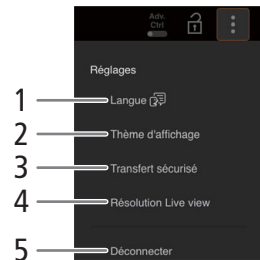 Adv.
Ctrl
Réglages
1 Langue
2 Thème d'affichage
3 Transfert sécurisé
4 Résolution Live view
5 Déconnecter